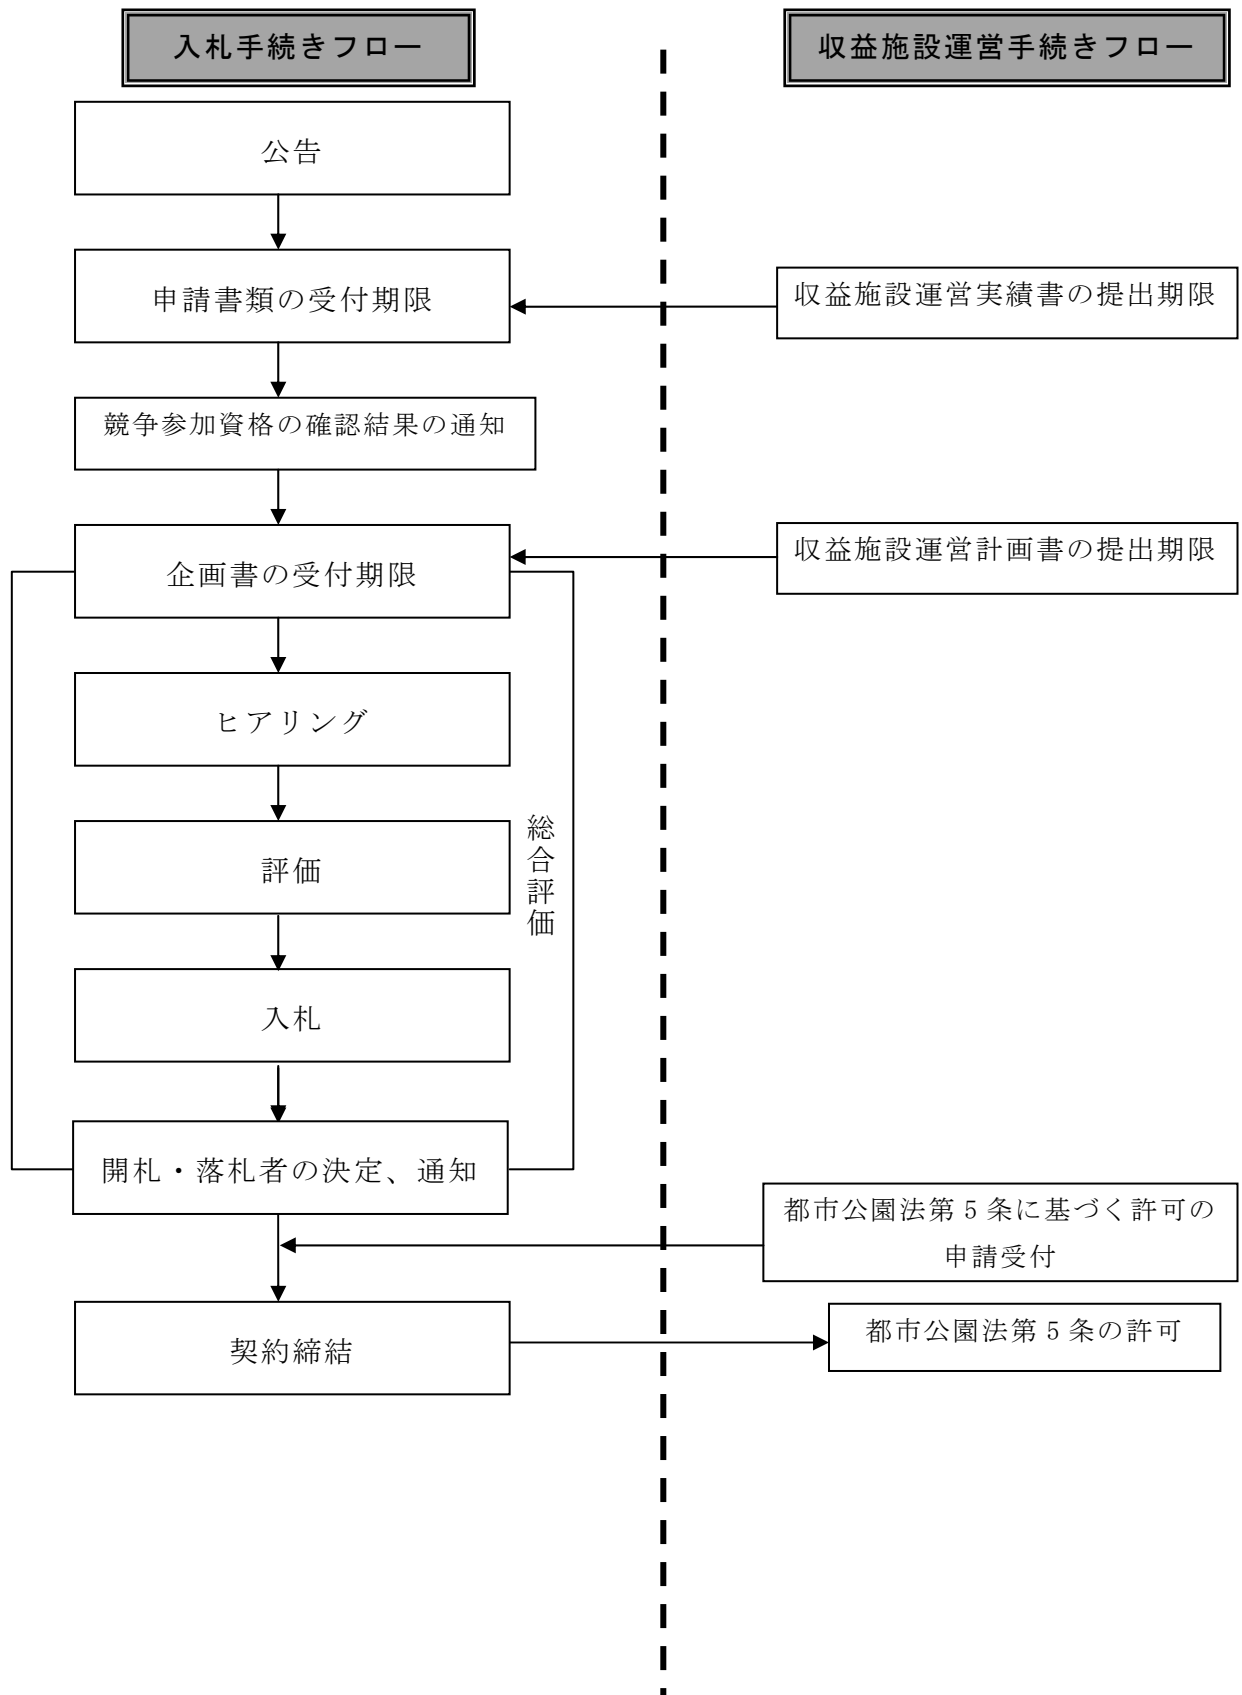 入札手続きフロー
収益施設運営手続きフロー
公告
申請書類の受付期限
収益施設運営実績書の提出期限
競争参加資格の確認結果の通知
企画書の受付期限
収益施設運営計画書の提出期限
ヒアリング
評価
総合評価
入札
開札・落札者の決定、通知
都市公園法第5条に基づく許可の
申請受付
契約締結
都市公園法第5条の許可